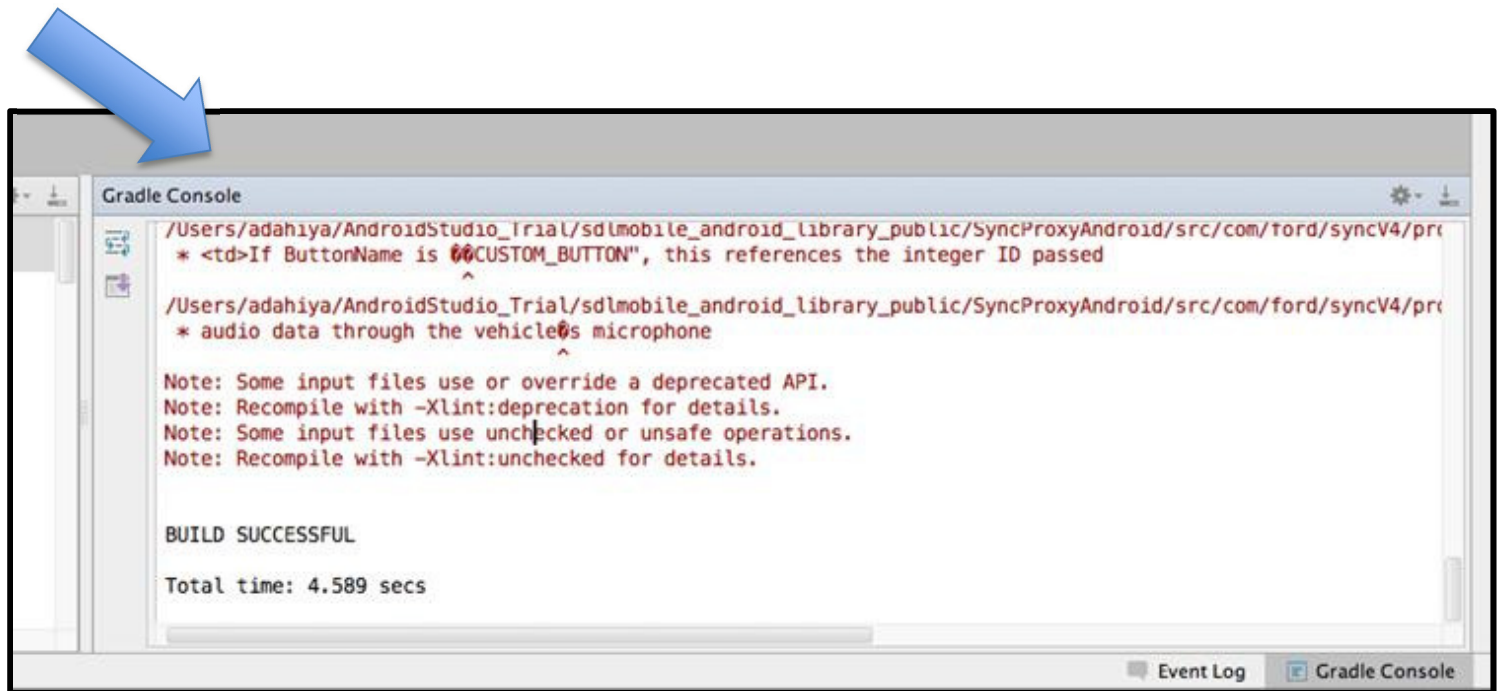 Gradle Console
/Users/adahiya/AndroidStudio_Trial/sdlmobile_android_library_public/SyncProxyAndroid/src/com/ford/syncV4/pro
* <td>If ButtonName is ��CUSTOM_BUTTON", this references the integer ID passed
^
/Users/adahiya/AndroidStudio_Trial/sdlmobile_android_library_public/SyncProxyAndroid/src/com/ford/syncV4/pro
* audio data through the vehicle�s microphone
^
Note: Some input files use or override a deprecated API.
Note: Recompile with -Xlint:deprecation for details.
Note: Some input files use unchecked or unsafe operations.
Note: Recompile with -Xlint:unchecked for details.
BUILD SUCCESSFUL
Total time: 4.589 secs
Event Log Gradle Console